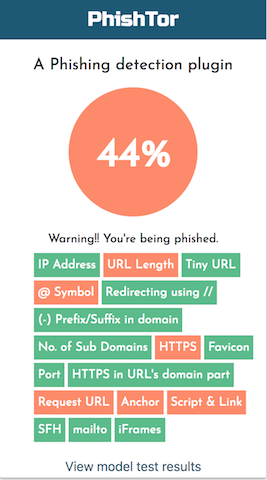 PhishTor
A Phishing detection plugin
44%
Warning!! You're being phished.
IP Address URL Length Tiny URL
@ Symbol Redirecting using //
(-) Prefix/Suffix in domain
No. of Sub Domains HTTPS Favicon
Port HTTPS in URL's domain part
Request URL Anchor Script & Link
SFH mailto iFrames
View model test results